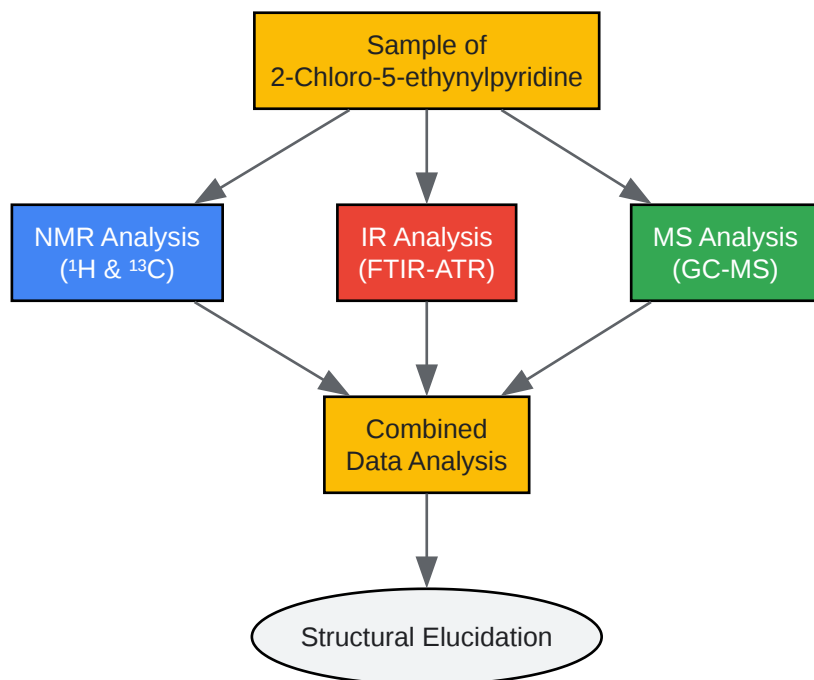 Sample of
2-Chloro-5-ethynylpyridine
NMR Analysis
(¹H & ¹³C)
IR Analysis
(FTIR-ATR)
MS Analysis
(GC-MS)
Combined
Data Analysis
Structural Elucidation